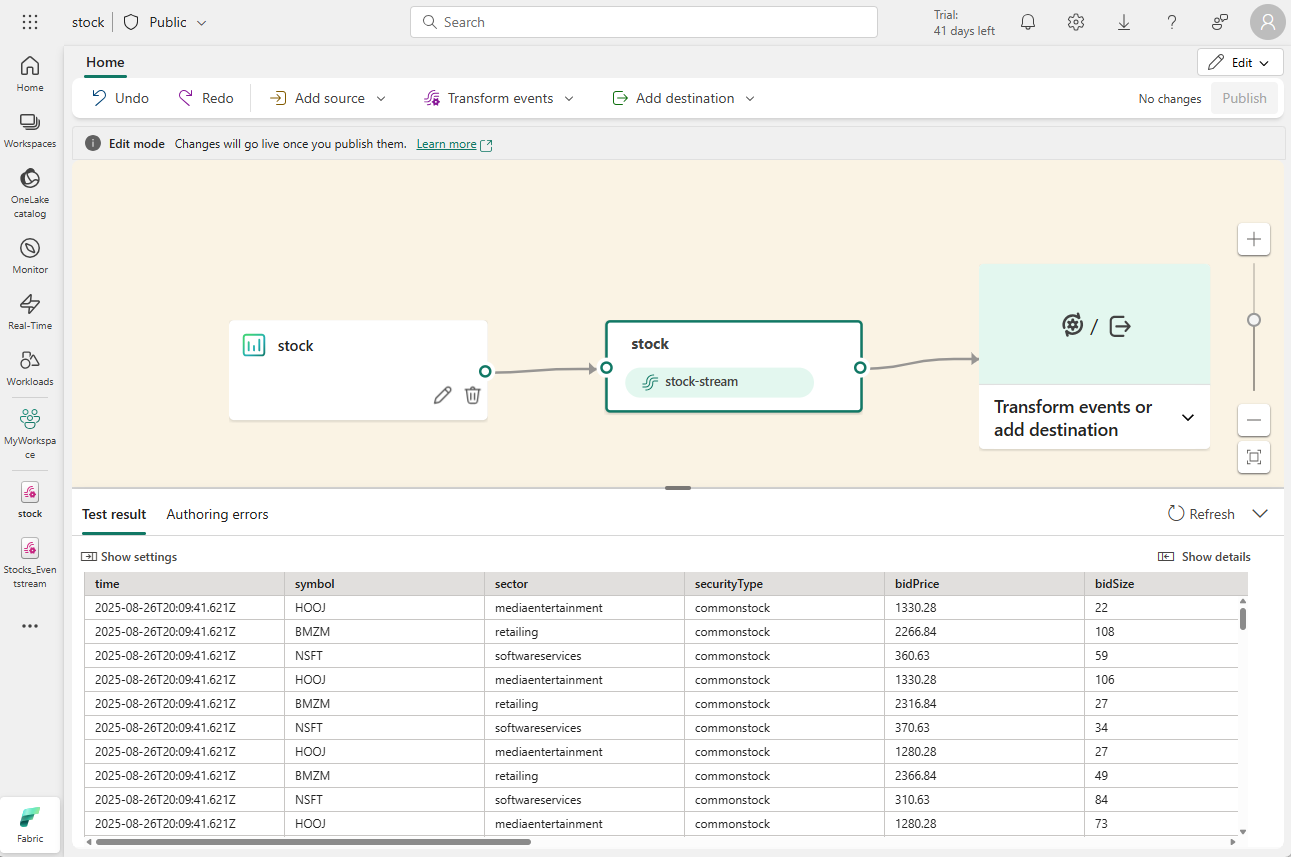 stock
Public
Search
Trial:
41 days left
Home
Workspaces
OneLake
catalog
Monitor
Real-Time
Workloads
MyWorkspa
ce
stock
Stocks_Even
tstream
Fabric
Home
Edit
Undo
Redo
Add source
Transform events
Add destination
No changes
Publish
Edit mode Changes will go live once you publish them. Learn more
stock
stock
stock-stream
/
Transform events or
add destination
Test result
Authoring errors
Refresh
Show settings
Show details
time symbol sector securityType bidPrice bidSize
2025-08-26T20:09:41.621Z HOOJ mediaentertainment commonstock 1330.28 22
2025-08-26T20:09:41.621Z BMZM retailing commonstock 2266.84 108
2025-08-26T20:09:41.621Z NSFT softwareservices commonstock 360.63 59
2025-08-26T20:09:41.621Z HOOJ mediaentertainment commonstock 1330.28 106
2025-08-26T20:09:41.621Z BMZM retailing commonstock 2316.84 27
2025-08-26T20:09:41.621Z NSFT softwareservices commonstock 370.63 34
2025-08-26T20:09:41.621Z HOOJ mediaentertainment commonstock 1280.28 27
2025-08-26T20:09:41.621Z BMZM retailing commonstock 2366.84 49
2025-08-26T20:09:41.621Z NSFT softwareservices commonstock 310.63 84
2025-08-26T20:09:41.621Z HOOJ mediaentertainment commonstock 1280.28 73